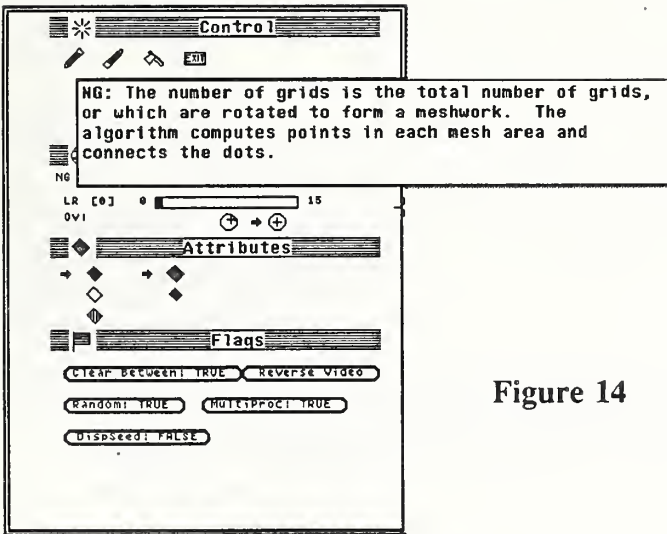 Control
EXIT
NG: The number of grids is the total number of grids,
or which are rotated to form a meshwork. The
algorithm computes points in each mesh area and
connects the dots.
NG
LR [0] 0 15
OVI
Attributes
Flags
Clear Between: TRUE Reverse Video
Random: TRUE MultiProc: TRUE
DispSeed: FALSE
Figure 14